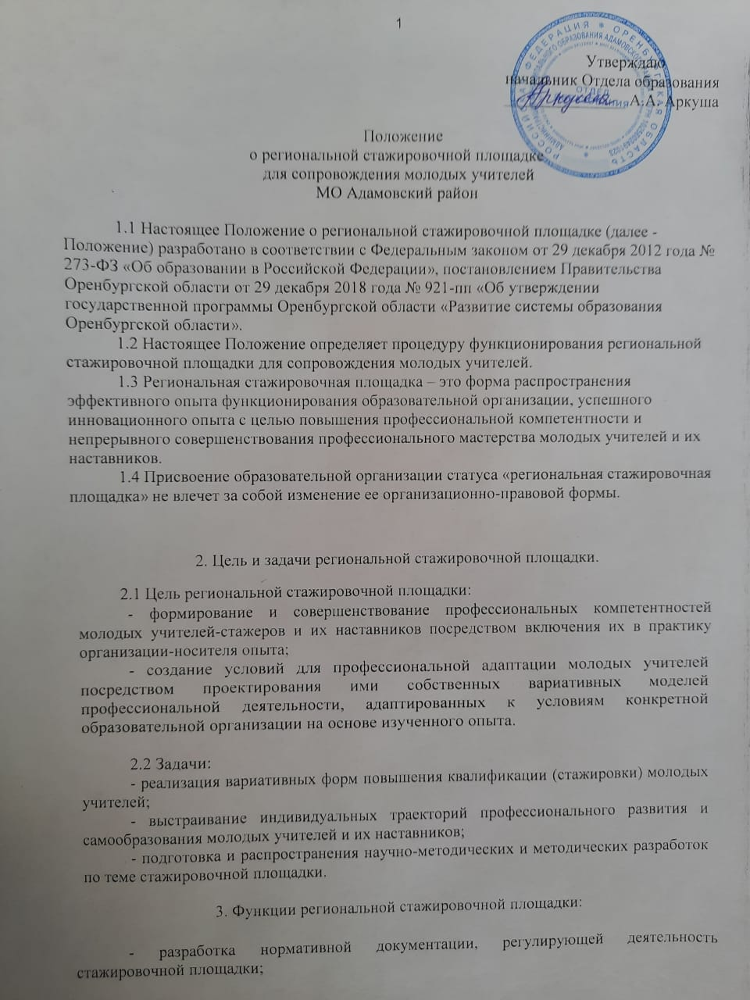 1
Утверждаю
начальник Отдела образования
А.А. Аркуша
РОССИЙСКАЯ ФЕДЕРАЦИЯ * ОРЕНБУРГСКАЯ ОБЛАСТЬ
ОТДЕЛ
ОБРАЗОВАНИЯ
Положение
о региональной стажировочной площадке
для сопровождения молодых учителей
МО Адамовский район
1.1 Настоящее Положение о региональной стажировочной площадке (далее -
Положение) разработано в соответствии с Федеральным законом от 29 декабря 2012 года №
273-ФЗ «Об образовании в Российской Федерации», постановлением Правительства
Оренбургской области от 29 декабря 2018 года № 921-пп «Об утверждении
государственной программы Оренбургской области «Развитие системы образования
Оренбургской области».
1.2 Настоящее Положение определяет процедуру функционирования региональной
стажировочной площадки для сопровождения молодых учителей.
1.3 Региональная стажировочная площадка – это форма распространения
эффективного опыта функционирования образовательной организации, успешного
инновационного опыта с целью повышения профессиональной компетентности и
непрерывного совершенствования профессионального мастерства молодых учителей и их
наставников.
1.4 Присвоение образовательной организации статуса «региональная стажировочная
площадка» не влечет за собой изменение ее организационно-правовой формы.
2. Цель и задачи региональной стажировочной площадки.
2.1 Цель региональной стажировочной площадки:
- формирование и совершенствование профессиональных компетентностей
молодых учителей-стажеров и их наставников посредством включения их в практику
организации-носителя опыта;
- создание условий для профессиональной адаптации молодых учителей
посредством проектирования ими собственных вариативных моделей
профессиональной деятельности, адаптированных к условиям конкретной
образовательной организации на основе изученного опыта.
2.2 Задачи:
- реализация вариативных форм повышения квалификации (стажировки) молодых
учителей;
- выстраивание индивидуальных траекторий профессионального развития и
самообразования молодых учителей и их наставников;
- подготовка и распространения научно-методических и методических разработок
по теме стажировочной площадки.
3. Функции региональной стажировочной площадки:
- разработка нормативной документации, регулирующей деятельность
стажировочной площадки;